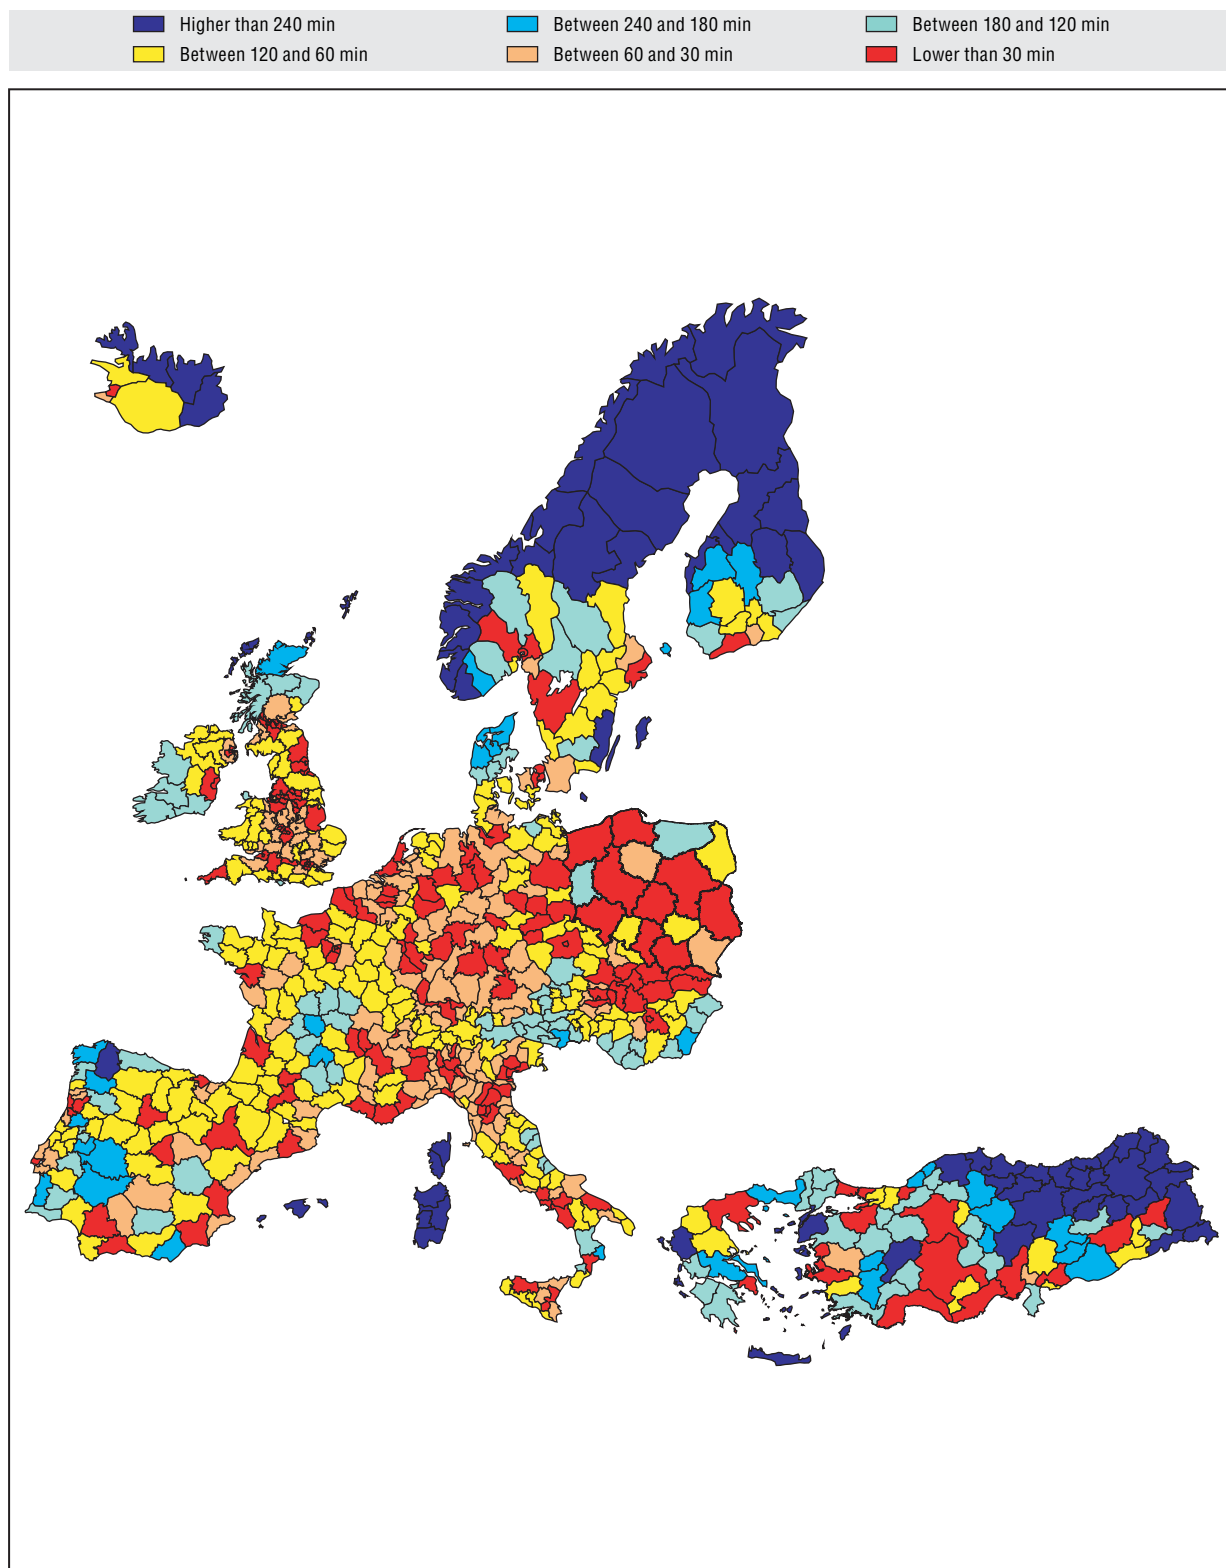 Higher than 240 min
Between 240 and 180 min
Between 180 and 120 min
Between 120 and 60 min
Between 60 and 30 min
Lower than 30 min